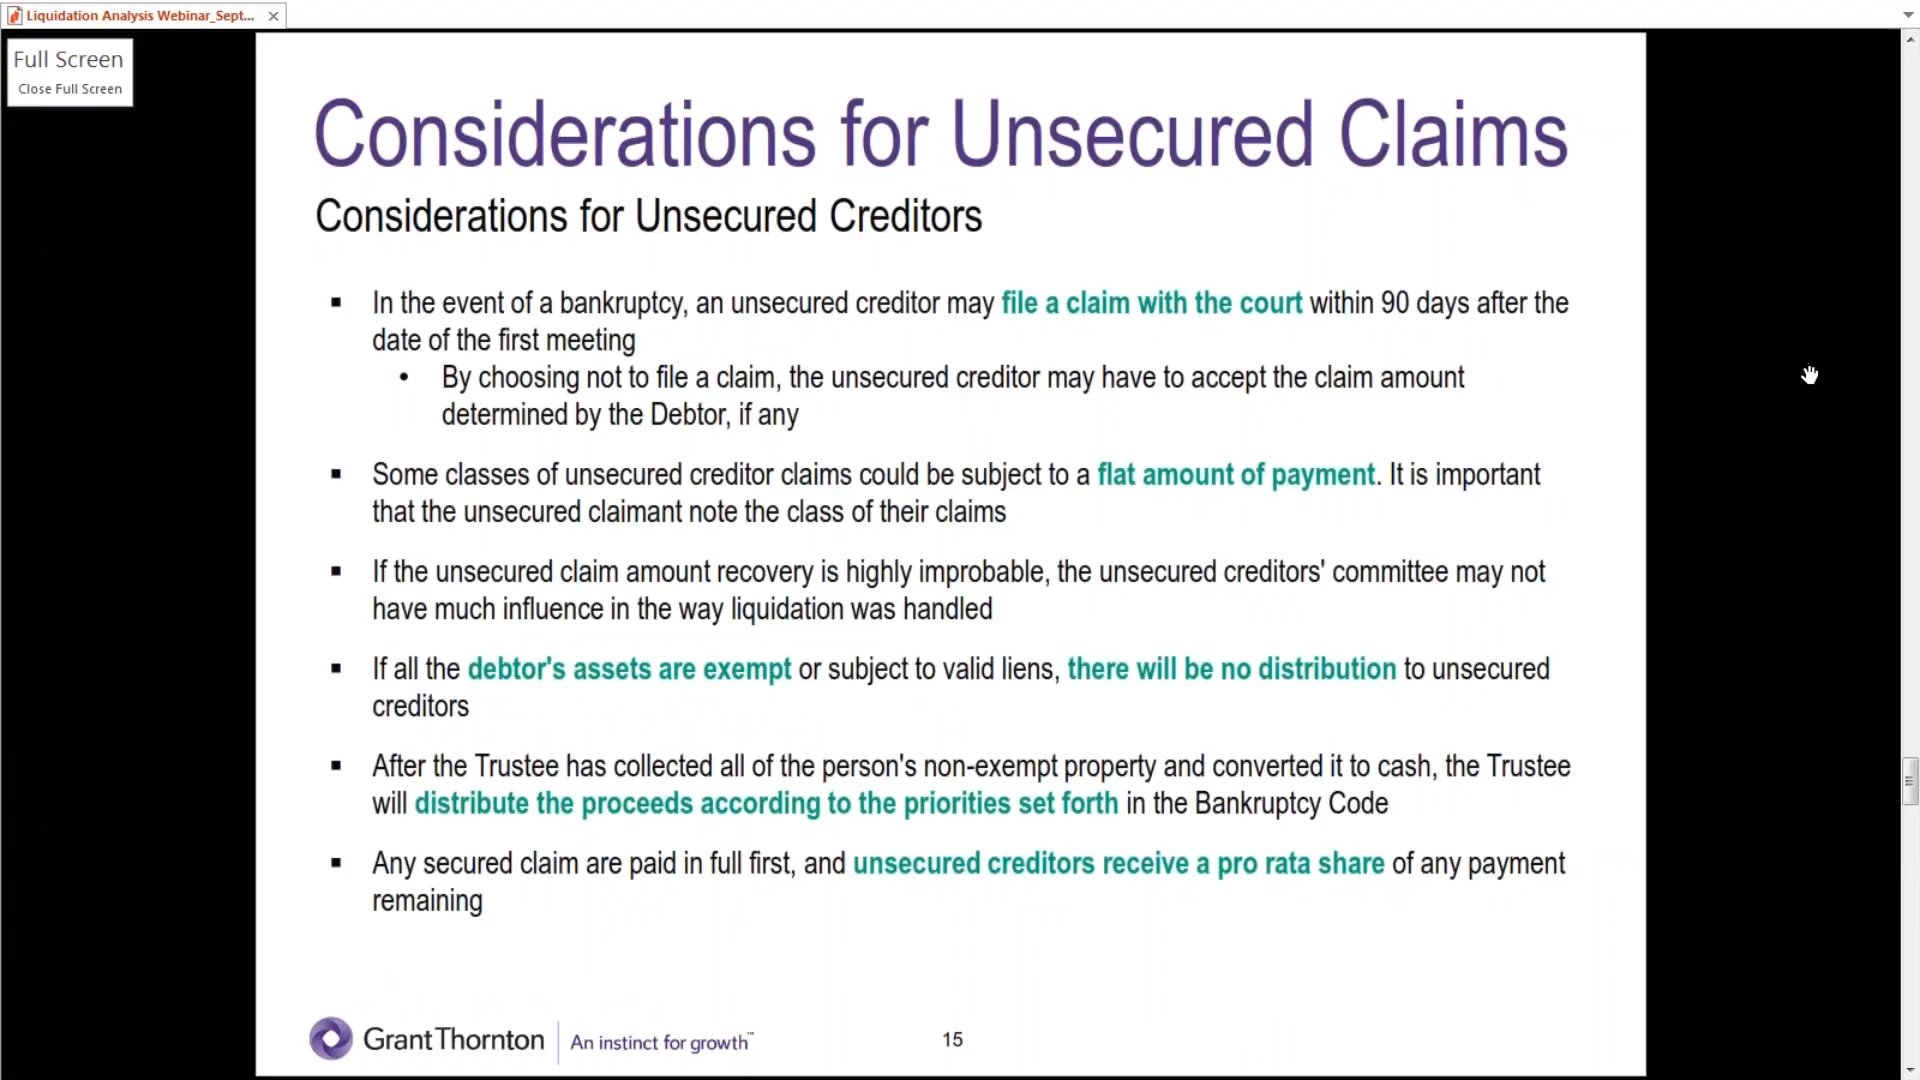 Liquidation Analysis Webinar_Sept...
Full Screen
Close Full Screen
Considerations for Unsecured Claims
Considerations for Unsecured Creditors
▪ In the event of a bankruptcy, an unsecured creditor may file a claim with the court within 90 days after the
date of the first meeting
• By choosing not to file a claim, the unsecured creditor may have to accept the claim amount
determined by the Debtor, if any
▪ Some classes of unsecured creditor claims could be subject to a flat amount of payment. It is important
that the unsecured claimant note the class of their claims
▪ If the unsecured claim amount recovery is highly improbable, the unsecured creditors' committee may not
have much influence in the way liquidation was handled
▪ If all the debtor's assets are exempt or subject to valid liens, there will be no distribution to unsecured
creditors
▪ After the Trustee has collected all of the person's non-exempt property and converted it to cash, the Trustee
will distribute the proceeds according to the priorities set forth in the Bankruptcy Code
▪ Any secured claim are paid in full first, and unsecured creditors receive a pro rata share of any payment
remaining
GrantThornton
An instinct for growth™
15